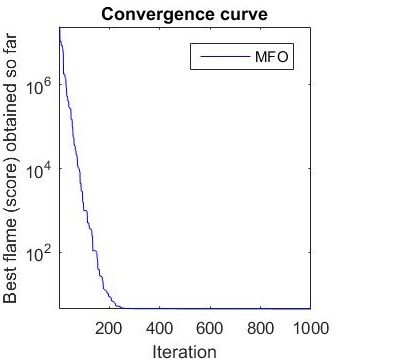 Convergence curve
MFO
Best flame (score) obtained so far
10^6
10^4
10^2
200 400 600 800 1000
Iteration